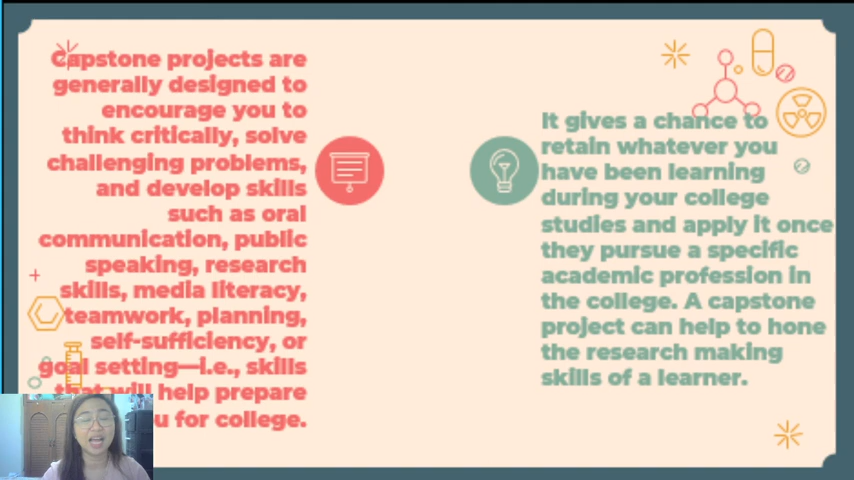 Capstone projects are
generally designed to
encourage you to
think critically, solve
challenging problems,
and develop skills
such as oral
communication, public
speaking, research
skills, media literacy,
teamwork, planning,
self-sufficiency, or
goal setting—i.e., skills
that will help prepare
u for college.
It gives a chance to
retain whatever you
have been learning
during your college
studies and apply it once
they pursue a specific
academic profession in
the college. A capstone
project can help to hone
the research making
skills of a learner.